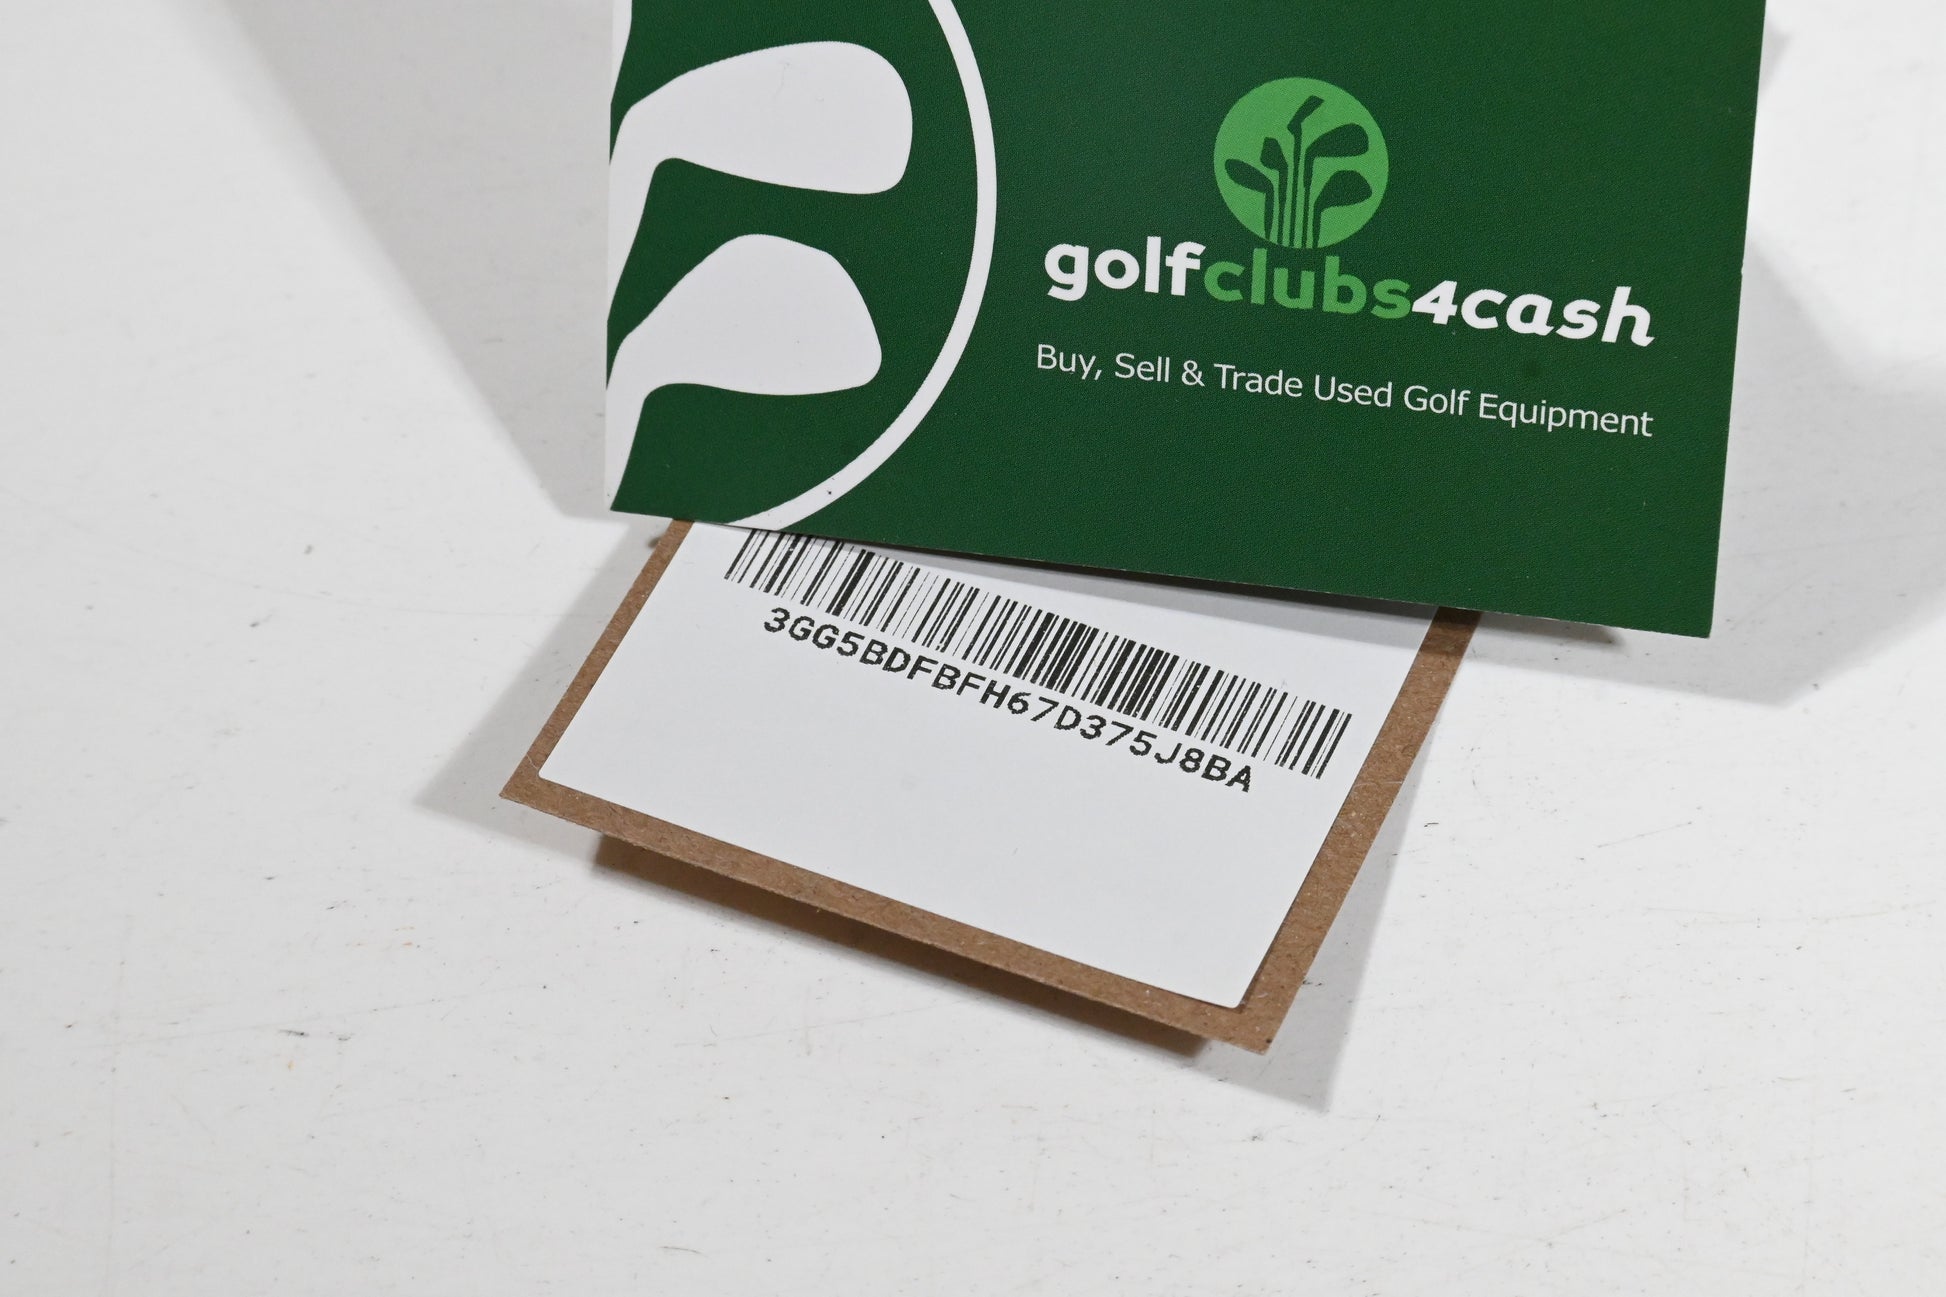 golfclubs4cash
Buy, Sell & Trade Used Golf Equipment
3GG5BDFBFH67D375J8BA